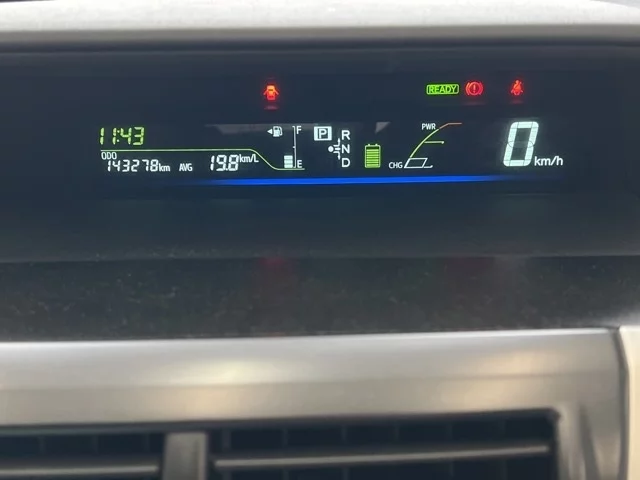 READY
11:43
F
P
R
N
D
E
PWR
CHG
ODO
143278km AVG 19.8km/L
0km/h